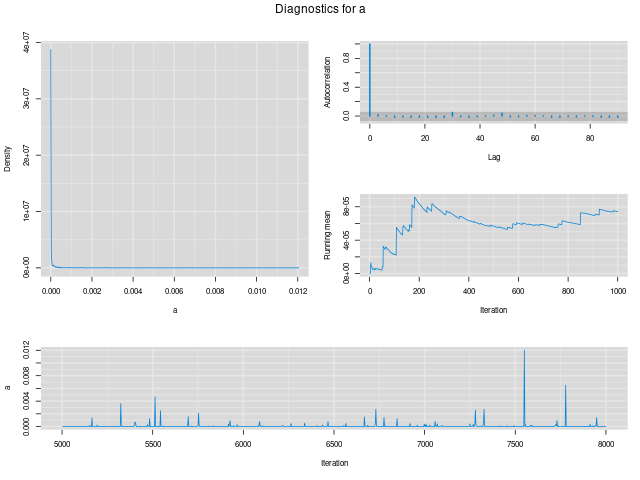 Diagnostics for a
Density
0e+00 1e+07 2e+07 3e+07 4e+07
0.000 0.002 0.004 0.006 0.008 0.010 0.012
a
Autocorrelation
0.0 0.4 0.8
0 20 40 60 80
Lag
Running mean
0e+00 4e-05 8e-05
0 200 400 600 800 1000
Iteration
a
0.000 0.004 0.008 0.012
5000 5500 6000 6500 7000 7500 8000
Iteration